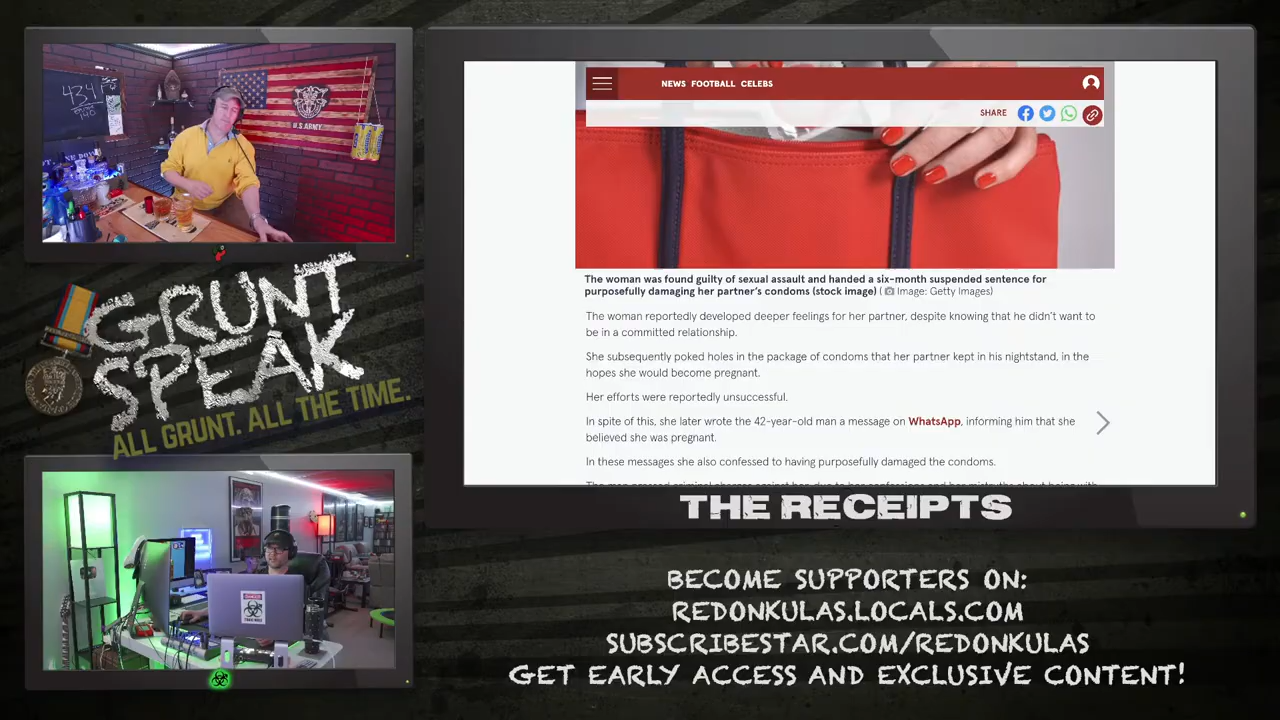 434
U.S. ARMY
GRUNT
SPEAK
ALL GRUNT. ALL THE TIME.
NEWS FOOTBALL CELEBS
SHARE
The woman was found guilty of sexual assault and handed a six-month suspended sentence for
purposefully damaging her partner's condoms (stock image) ( Image: Getty Images)
The woman reportedly developed deeper feelings for her partner, despite knowing that he didn't want to
be in a committed relationship.
She subsequently poked holes in the package of condoms that her partner kept in his nightstand, in the
hopes she would become pregnant.
Her efforts were reportedly unsuccessful.
In spite of this, she later wrote the 42-year-old man a message on WhatsApp, informing him that she
believed she was pregnant.
In these messages she also confessed to having purposefully damaged the condoms.
THE RECEIPTS
BECOME SUPPORTERS ON:
REDONKULAS.LOCALS.COM
SUBSCRIBESTAR.COM/REDONKULAS
GET EARLY ACCESS AND EXCLUSIVE CONTENT!